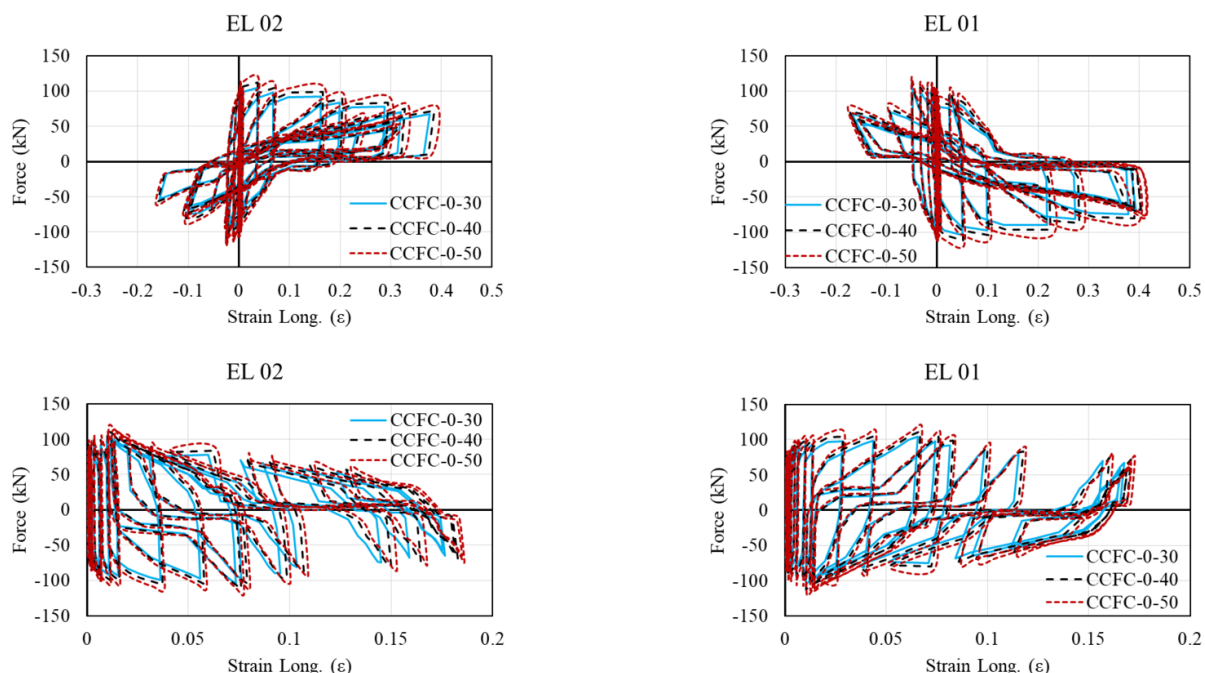 EL 02
150
100
50
0
-50
-100
-150
Force (kN)
-0.3 -0.2 -0.1 0 0.1 0.2 0.3 0.4 0.5
Strain Long. (ε)
CCFC-0-30
CCFC-0-40
CCFC-0-50
EL 01
150
100
50
0
-50
-100
-150
Force (kN)
-0.3 -0.2 -0.1 0 0.1 0.2 0.3 0.4 0.5
Strain Long. (ε)
CCFC-0-30
CCFC-0-40
CCFC-0-50
EL 02
150
100
50
0
-50
-100
-150
Force (kN)
0 0.05 0.1 0.15 0.2
Strain Long. (ε)
CCFC-0-30
CCFC-0-40
CCFC-0-50
EL 01
150
100
50
0
-50
-100
-150
Force (kN)
0 0.05 0.1 0.15 0.2
Strain Long. (ε)
CCFC-0-30
CCFC-0-40
CCFC-0-50